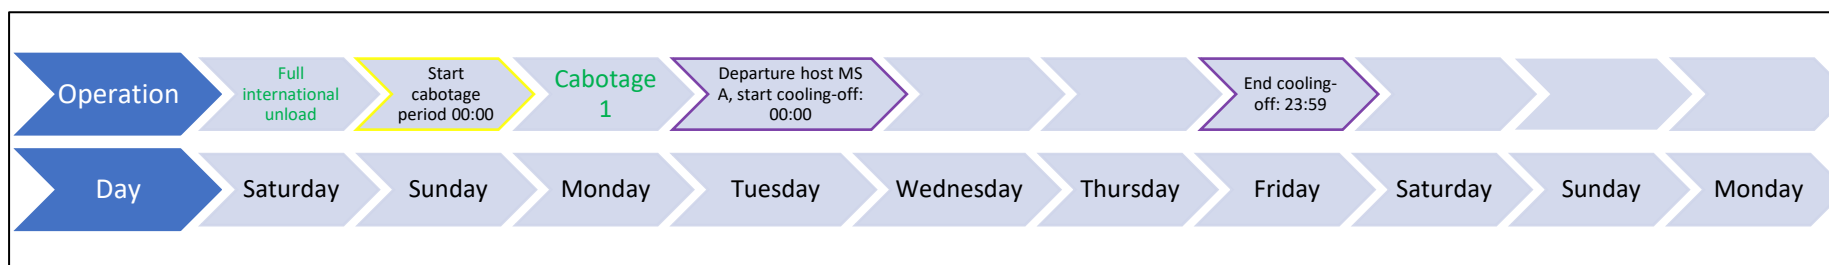 Operation
Full
international
unload
Start
cabotage
period 00:00
Cabotage
1
Departure host MS
A, start cooling-off:
00:00
End cooling-
off: 23:59
Day
Saturday
Sunday
Monday
Tuesday
Wednesday
Thursday
Friday
Saturday
Sunday
Monday